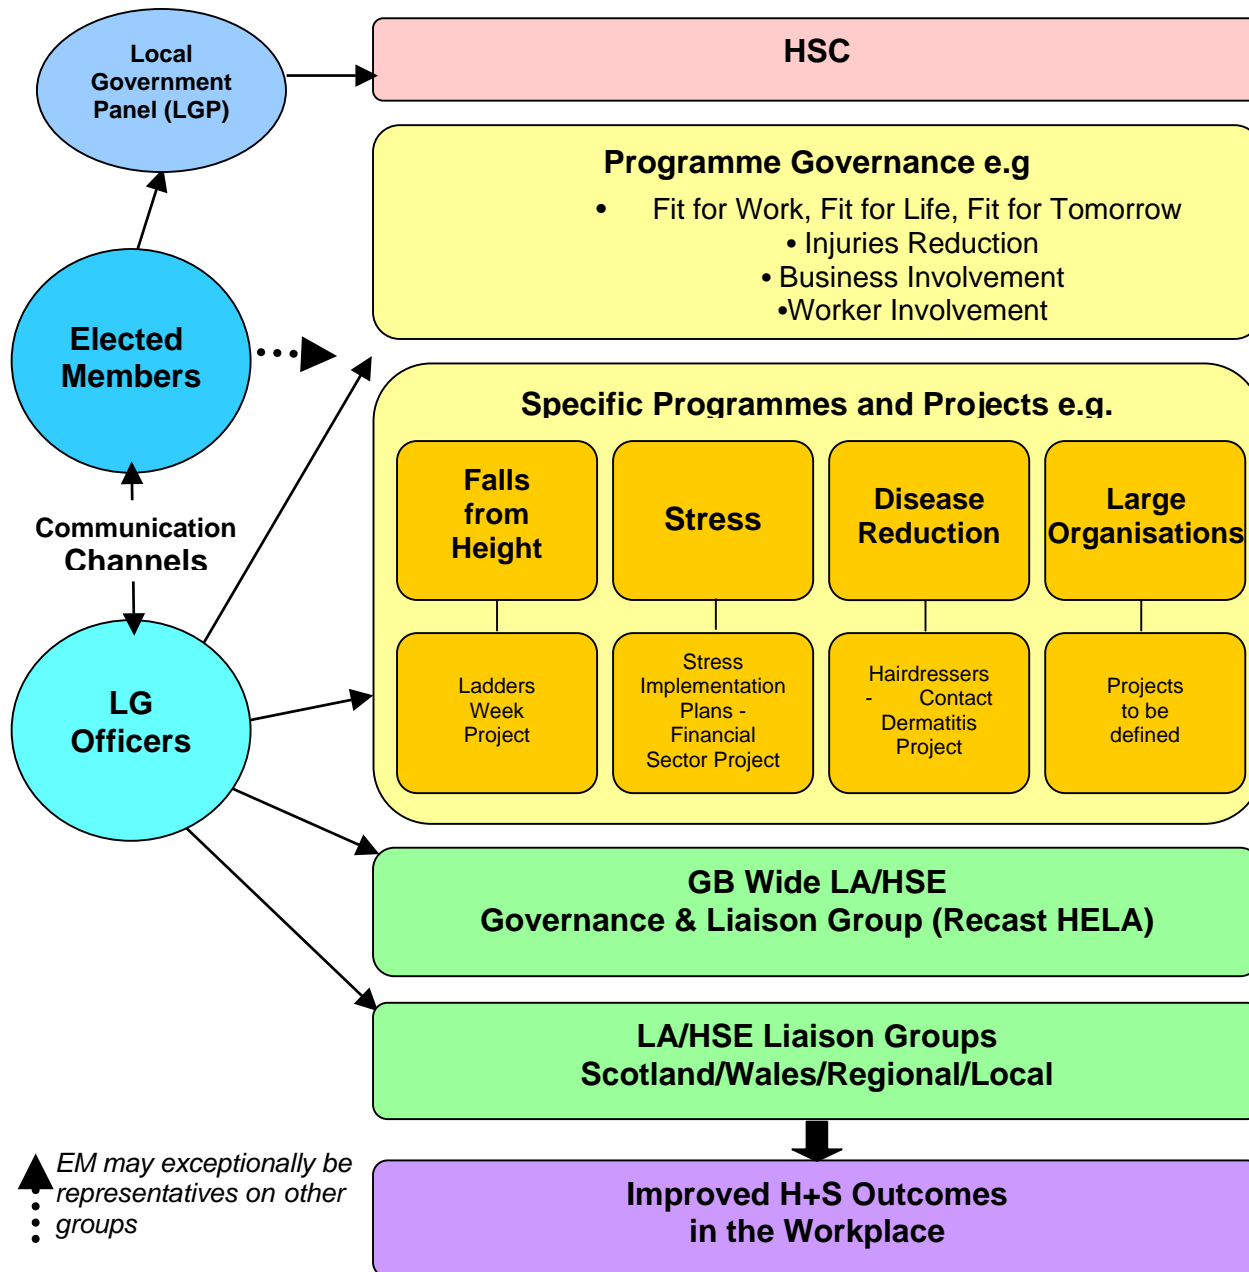 Local
Government
Panel (LGP)
HSC
Programme Governance e.g
• Fit for Work, Fit for Life, Fit for Tomorrow
• Injuries Reduction
• Business Involvement
•Worker Involvement
Elected
Members
Specific Programmes and Projects e.g.
Falls
from
Height
Stress
Disease
Reduction
Large
Organisations
Communication
Channels
LG
Officers
Ladders
Week
Project
Stress
Implementation
Plans -
Financial
Sector Project
Hairdressers
- Contact
Dermatitis
Project
Projects
to be
defined
GB Wide LA/HSE
Governance & Liaison Group (Recast HELA)
LA/HSE Liaison Groups
Scotland/Wales/Regional/Local
EM may exceptionally be
representatives on other
groups
Improved H+S Outcomes
in the Workplace